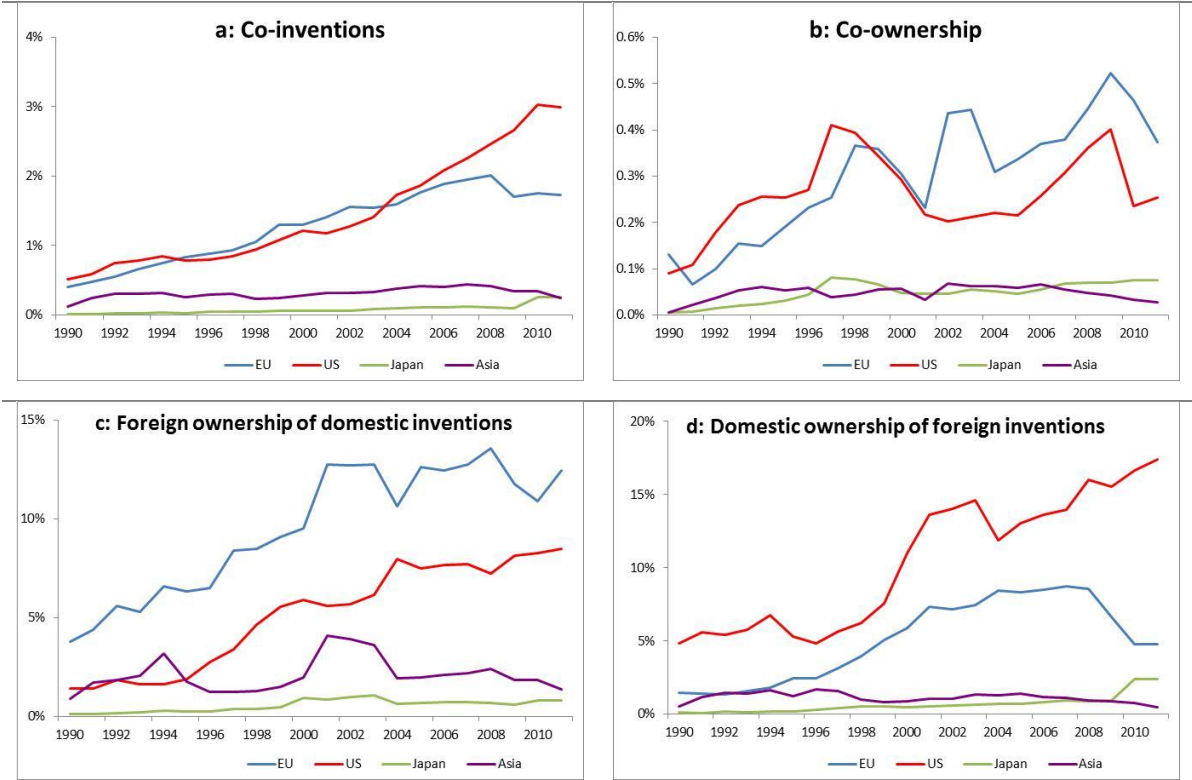 a: Co-inventions
4%
3%
2%
1%
0%
1990 1992 1994 1996 1998 2000 2002 2004 2006 2008 2010
EU US Japan Asia
b: Co-ownership
0.6%
0.5%
0.4%
0.3%
0.2%
0.1%
0.0%
1990 1992 1994 1996 1998 2000 2002 2004 2006 2008 2010
EU US Japan Asia
c: Foreign ownership of domestic inventions
15%
10%
5%
0%
1990 1992 1994 1996 1998 2000 2002 2004 2006 2008 2010
EU US Japan Asia
d: Domestic ownership of foreign inventions
20%
15%
10%
5%
0%
1990 1992 1994 1996 1998 2000 2002 2004 2006 2008 2010
EU US Japan Asia